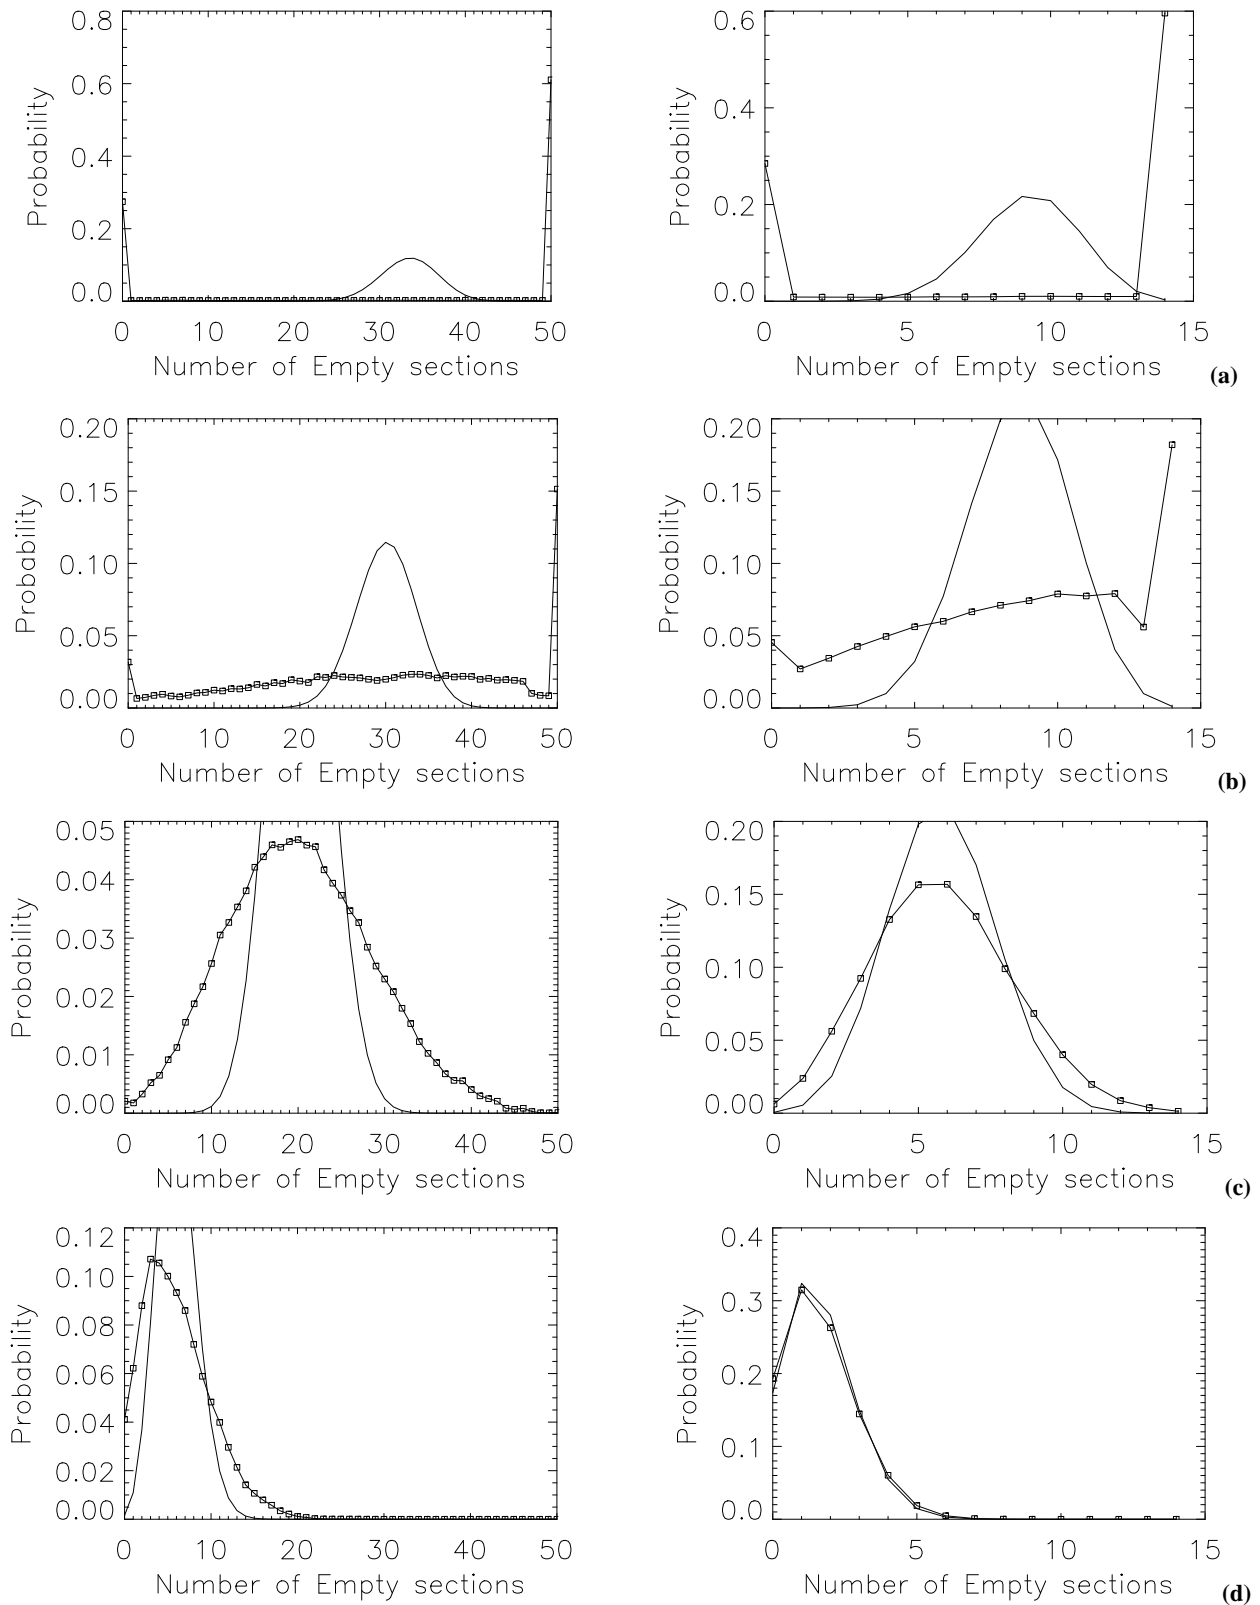 0.8
0.6
0.4
0.2
0.0
Probability
0 10 20 30 40 50
Number of Empty sections
0.6
0.4
0.2
0.0
Probability
0 5 10 15
Number of Empty sections
(a)
0.20
0.15
0.10
0.05
0.00
Probability
0 10 20 30 40 50
Number of Empty sections
0.20
0.15
0.10
0.05
0.00
Probability
0 5 10 15
Number of Empty sections
(b)
0.05
0.04
0.03
0.02
0.01
0.00
Probability
0 10 20 30 40 50
Number of Empty sections
0.20
0.15
0.10
0.05
0.00
Probability
0 5 10 15
Number of Empty sections
(c)
0.12
0.10
0.08
0.06
0.04
0.02
0.00
Probability
0 10 20 30 40 50
Number of Empty sections
0.4
0.3
0.2
0.1
0.0
Probability
0 5 10 15
Number of Empty sections
(d)